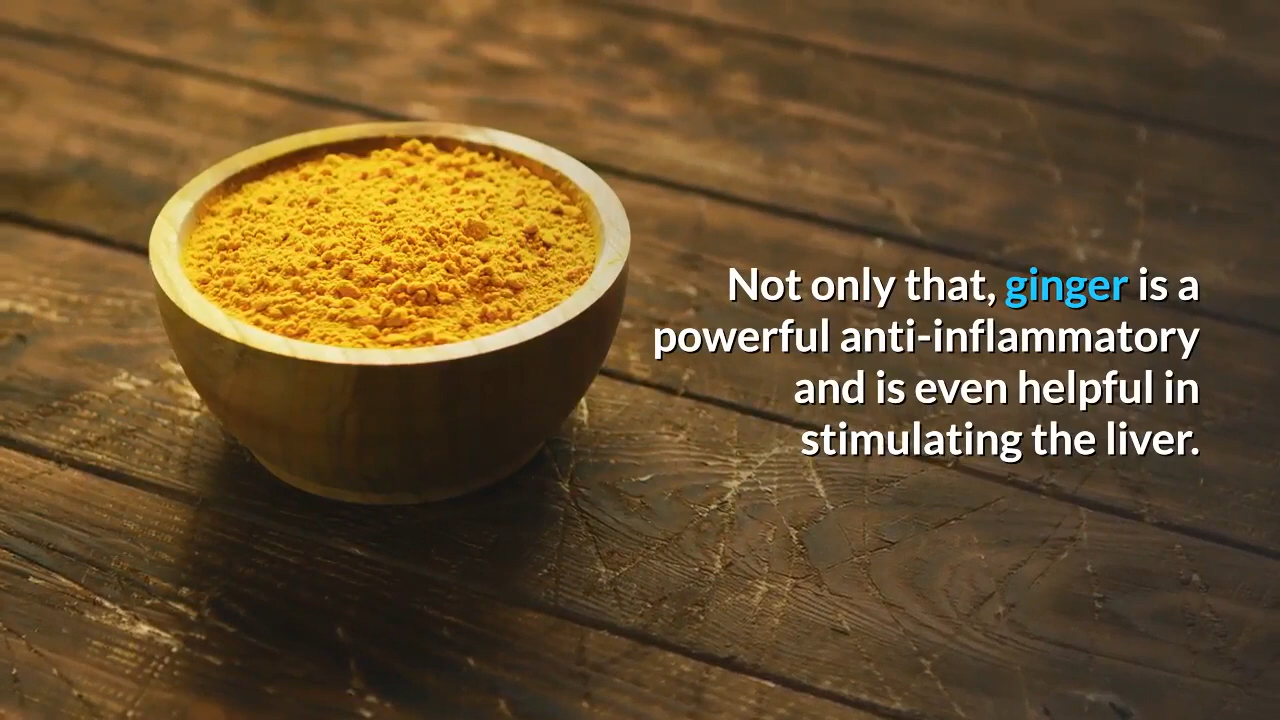 Not only that, ginger is a
powerful anti-inflammatory
and is even helpful in
stimulating the liver.